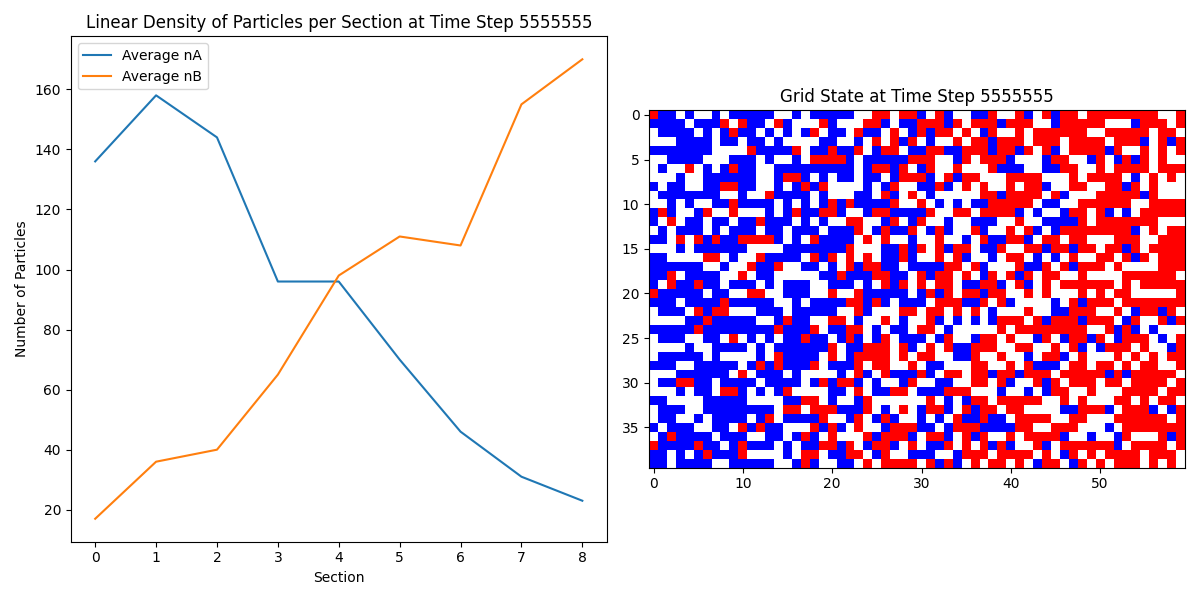 Linear Density of Particles per Section at Time Step 5555555
Average nA
Average nB
160
140
120
100
80
60
40
20
Number of Particles
0 1 2 3 4 5 6 7 8
Section
Grid State at Time Step 5555555
0
5
10
15
20
25
30
35
0 10 20 30 40 50